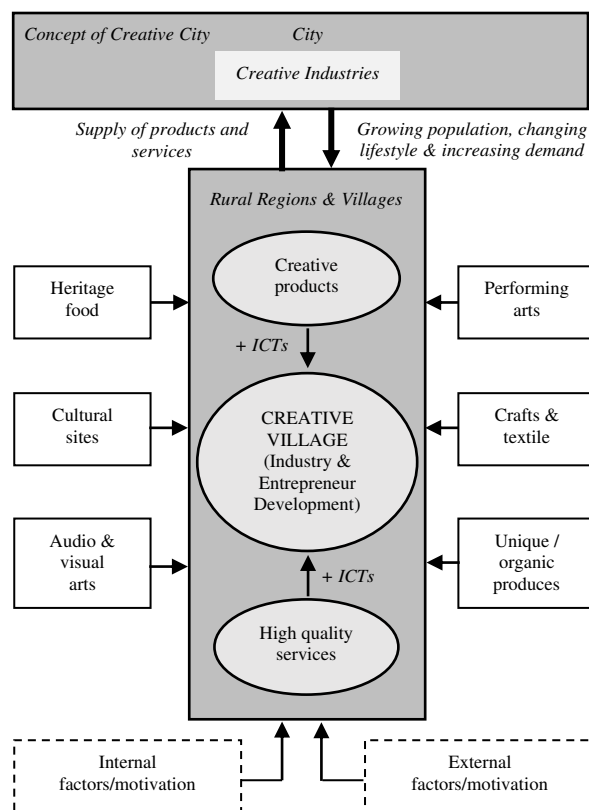 Concept of Creative City
City
Creative Industries
Supply of products and
services
Growing population, changing
lifestyle & increasing demand
Rural Regions & Villages
Creative
products
Heritage
food
Performing
arts
+ ICTs
Cultural
sites
CREATIVE
VILLAGE
(Industry &
Entrepreneur
Development)
Crafts &
textile
Audio &
visual
arts
Unique /
organic
produces
+ ICTs
High quality
services
Internal
factors/motivation
External
factors/motivation